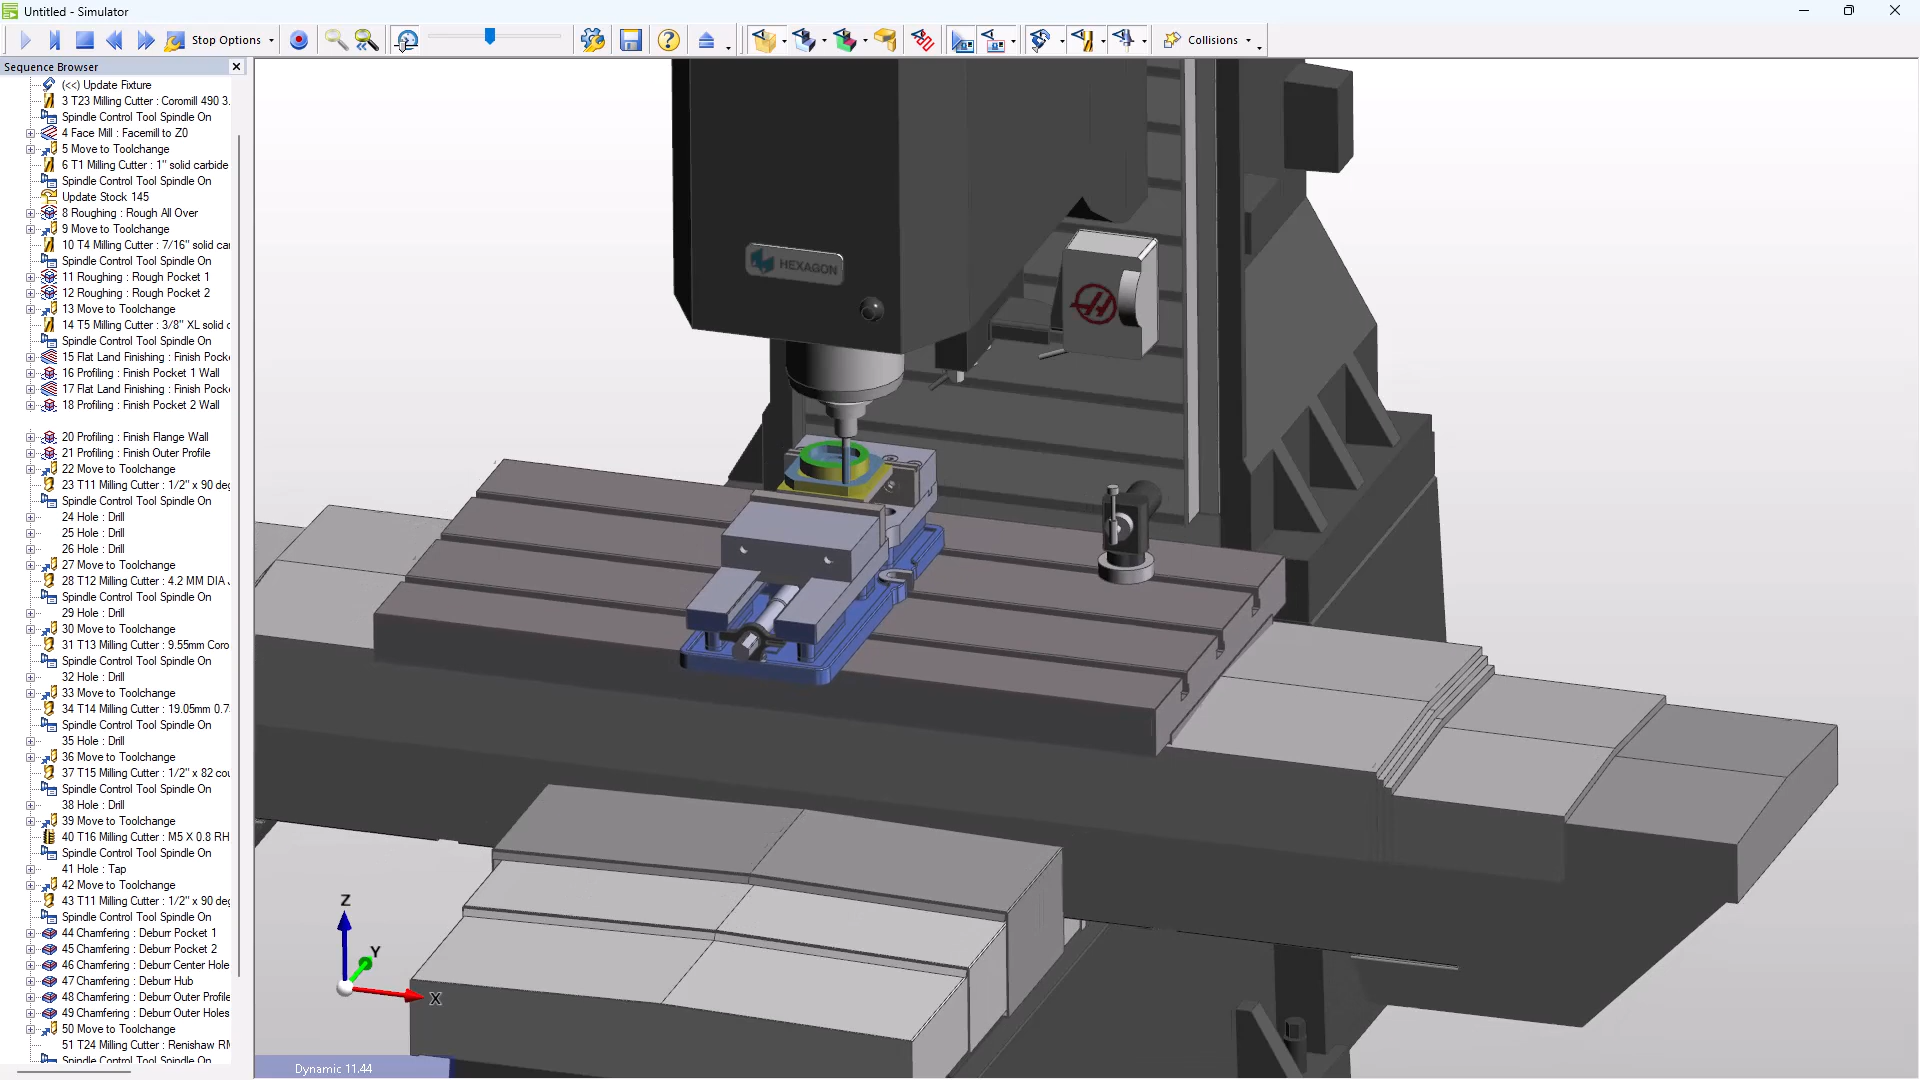 Untitled - Simulator
Stop Options
Collisions
Sequence Browser
(<<) Update Fixture
3 T23 Milling Cutter : Coromill 490 3.
Spindle Control Tool Spindle On
4 Face Mill : Facemill to Z0
5 Move to Toolchange
6 T1 Milling Cutter : 1" solid carbide
Spindle Control Tool Spindle On
Update Stock 145
8 Roughing : Rough All Over
9 Move to Toolchange
10 T4 Milling Cutter : 7/16" solid car
Spindle Control Tool Spindle On
11 Roughing : Rough Pocket 1
12 Roughing : Rough Pocket 2
13 Move to Toolchange
14 T5 Milling Cutter : 3/8" XL solid c
Spindle Control Tool Spindle On
15 Flat Land Finishing : Finish Pock
16 Profiling : Finish Pocket 1 Wall
17 Flat Land Finishing : Finish Pock
18 Profiling : Finish Pocket 2 Wall
20 Profiling : Finish Flange Wall
21 Profiling : Finish Outer Profile
22 Move to Toolchange
23 T11 Milling Cutter : 1/2" x 90 deg
Spindle Control Tool Spindle On
24 Hole : Drill
25 Hole : Drill
26 Hole : Drill
27 Move to Toolchange
28 T12 Milling Cutter : 4.2 MM DIA
Spindle Control Tool Spindle On
29 Hole : Drill
30 Move to Toolchange
31 T13 Milling Cutter : 9.55mm Coro
Spindle Control Tool Spindle On
32 Hole : Drill
33 Move to Toolchange
34 T14 Milling Cutter : 19.05mm 0.7
Spindle Control Tool Spindle On
35 Hole : Drill
36 Move to Toolchange
37 T15 Milling Cutter : 1/2" x 82 cou
Spindle Control Tool Spindle On
38 Hole : Drill
39 Move to Toolchange
40 T16 Milling Cutter : M5 X 0.8 RH
Spindle Control Tool Spindle On
41 Hole : Tap
42 Move to Toolchange
43 T11 Milling Cutter : 1/2" x 90 deg
Spindle Control Tool Spindle On
44 Chamfering : Deburr Pocket 1
45 Chamfering : Deburr Pocket 2
46 Chamfering : Deburr Center Hole
47 Chamfering : Deburr Hub
48 Chamfering : Deburr Outer Profile
49 Chamfering : Deburr Outer Holes
50 Move to Toolchange
51 T24 Milling Cutter : Renishaw RM
Spindle Control Tool Spindle On
HEXAGON
Z
Y
X
Dynamic 11.44